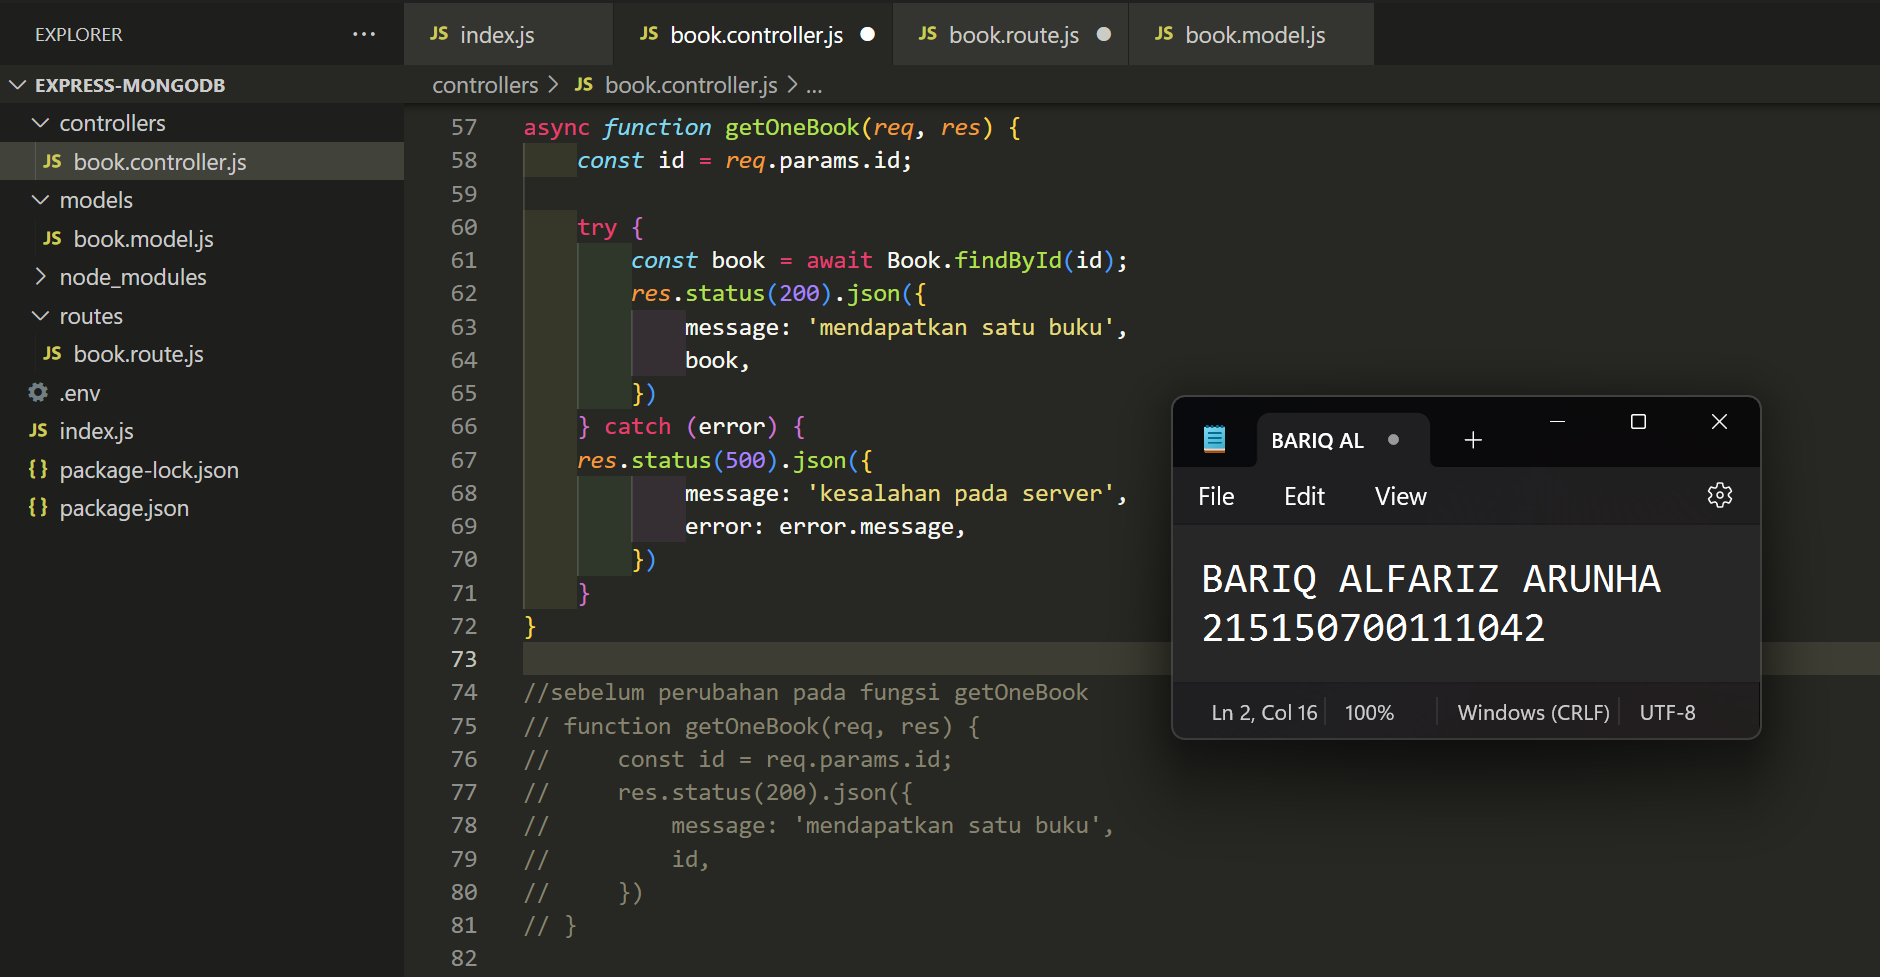 EXPLORER ···
EXPRESS-MONGODB
controllers
JS book.controller.js
models
JS book.model.js
node_modules
routes
JS book.route.js
.env
JS index.js
{} package-lock.json
{} package.json
JS index.js JS book.controller.js JS book.route.js JS book.model.js
controllers > JS book.controller.js > ...
57 async function getOneBook(req, res) {
58     const id = req.params.id;
59
60     try {
61         const book = await Book.findById(id);
62         res.status(200).json({
63             message: 'mendapatkan satu buku',
64             book,
65         })
66     } catch (error) {
67     res.status(500).json({
68             message: 'kesalahan pada server',
69             error: error.message,
70         })
71     }
72 }
73
74 //sebelum perubahan pada fungsi getOneBook
75 // function getOneBook(req, res) {
76 //     const id = req.params.id;
77 //     res.status(200).json({
78 //         message: 'mendapatkan satu buku',
79 //         id,
80 //     })
81 // }
82
BARIQ AL
File Edit View
BARIQ ALFARIZ ARUNHA
215150700111042
Ln 2, Col 16 100% Windows (CRLF) UTF-8